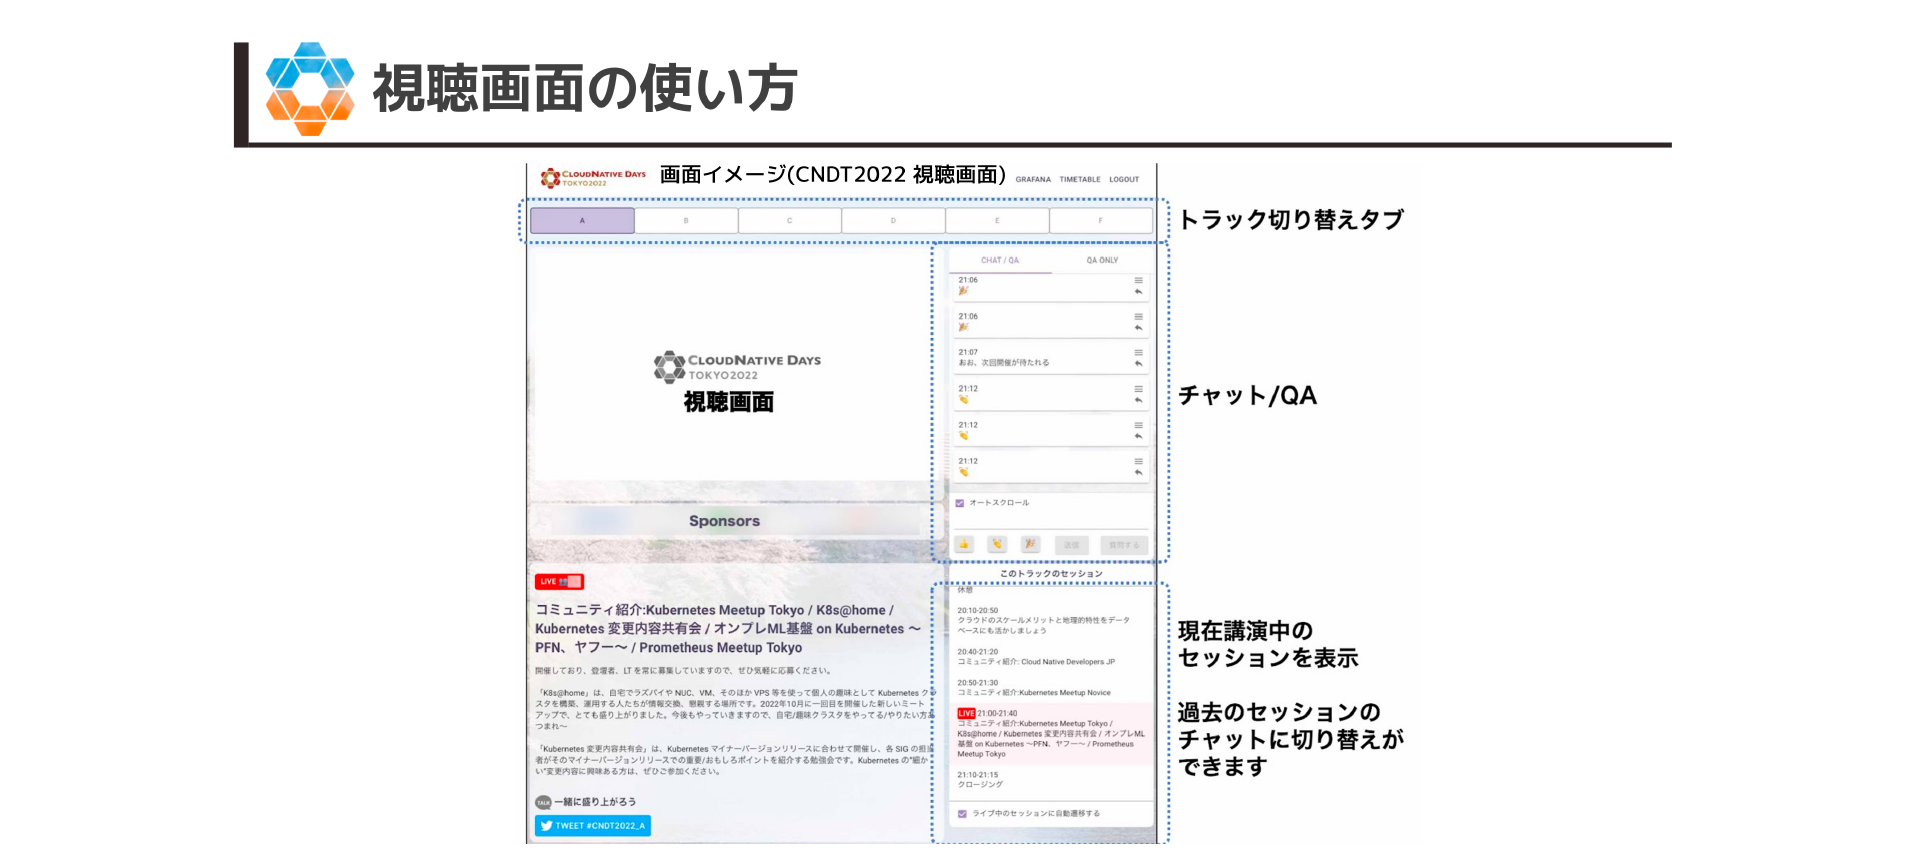 視聴画面の使い方
CLOUDNATIVE DAYS
TOKYO2022
画面イメージ(CNDT2022 視聴画面)
GRAFANA TIMETABLE LOGOUT
A B C D E F
トラック切り替えタブ
CHAT / QA QA ONLY
21:06
🎉
21:06
🎉
21:07
おお、次回開催が待たれる
21:12
👏
21:12
👏
21:12
👏
オートスクロール
👍 👏 🎉 送信 質問する
チャット/QA
CLOUDNATIVE DAYS
TOKYO2022
視聴画面
Sponsors
LIVE
コミュニティ紹介:Kubernetes Meetup Tokyo / K8s@home /
Kubernetes 変更内容共有会 / オンプレML基盤 on Kubernetes 〜
PFN、ヤフー〜 / Prometheus Meetup Tokyo
開催しており、登壇者、LT を常に募集していますので、ぜひ気軽に応募ください。
「K8s@home」は、自宅でラズパイや NUC、VM、そのほか VPS 等を使って個人の趣味として Kubernetes クラ
スタを構築、運用する人たちが情報交換、懇親する場所です。2022年10月に一回目を開催した新しいミート
アップで、とても盛り上がりました。今後もやっていきますので、自宅/趣味クラスタをやってる/やりたい方あ
つまれ〜
「Kubernetes 変更内容共有会」は、Kubernetes マイナーバージョンリリースに合わせて開催し、各 SIG の担当
者がそのマイナーバージョンリリースでの重要/おもしろポイントを紹介する勉強会です。Kubernetes の"細か
い"変更内容に興味ある方は、ぜひご参加ください。
TALK 一緒に盛り上がろう
TWEET #CNDT2022_A
このトラックのセッション
休憩
20:10-20:50
クラウドのスケールメリットと地理的特性をデータ
ベースにも活かしましょう
20:40-21:20
コミュニティ紹介: Cloud Native Developers JP
20:50-21:30
コミュニティ紹介:Kubernetes Meetup Novice
LIVE 21:00-21:40
コミュニティ紹介:Kubernetes Meetup Tokyo /
K8s@home / Kubernetes 変更内容共有会 / オンプレML
基盤 on Kubernetes 〜PFN、ヤフー〜 / Prometheus
Meetup Tokyo
21:10-21:15
クロージング
ライブ中のセッションに自動遷移する
現在講演中の
セッションを表示
過去のセッションの
チャットに切り替えが
できます